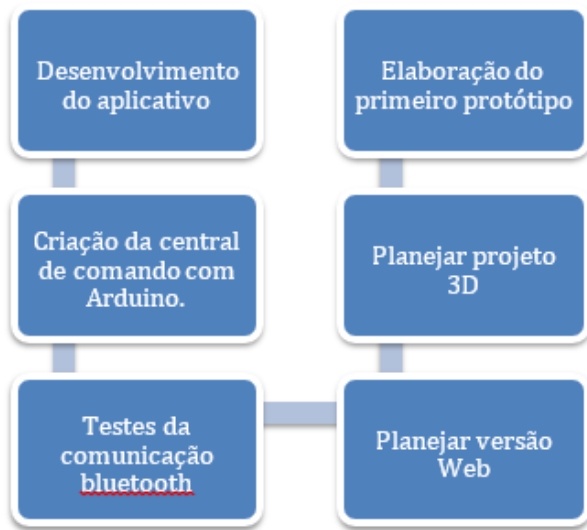 Desenvolvimento
do aplicativo
Criação da central
de comando com
Arduino.
Testes da
comunicação
bluetooth
Planejar versão
Web
Planejar projeto
3D
Elaboração do
primeiro protótipo